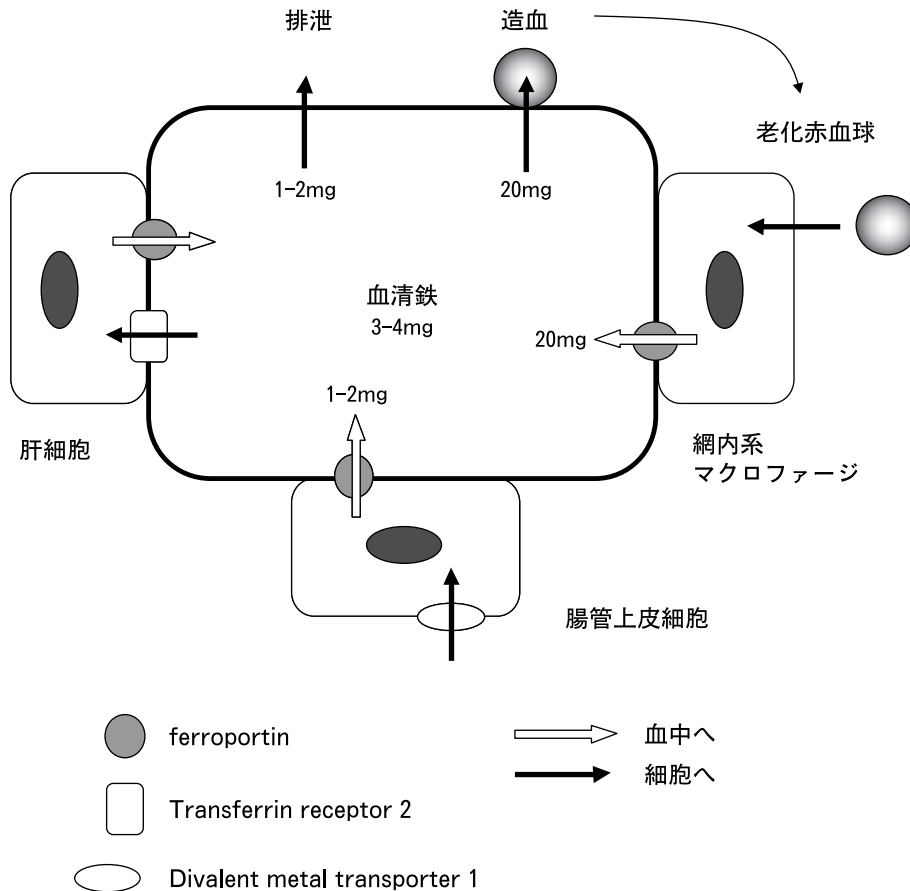 排泄
造血
老化赤血球
1-2mg
20mg
血清鉄
3-4mg
20mg
1-2mg
肝細胞
網内系
マクロファージ
腸管上皮細胞
ferroportin
血中へ
細胞へ
Transferrin receptor 2
Divalent metal transporter 1